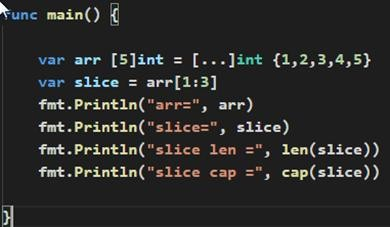 func main() {
var arr [5]int = [...]int {1,2,3,4,5}
var slice = arr[1:3]
fmt.Println("arr=", arr)
fmt.Println("slice=", slice)
fmt.Println("slice len =", len(slice))
fmt.Println("slice cap =", cap(slice))
}